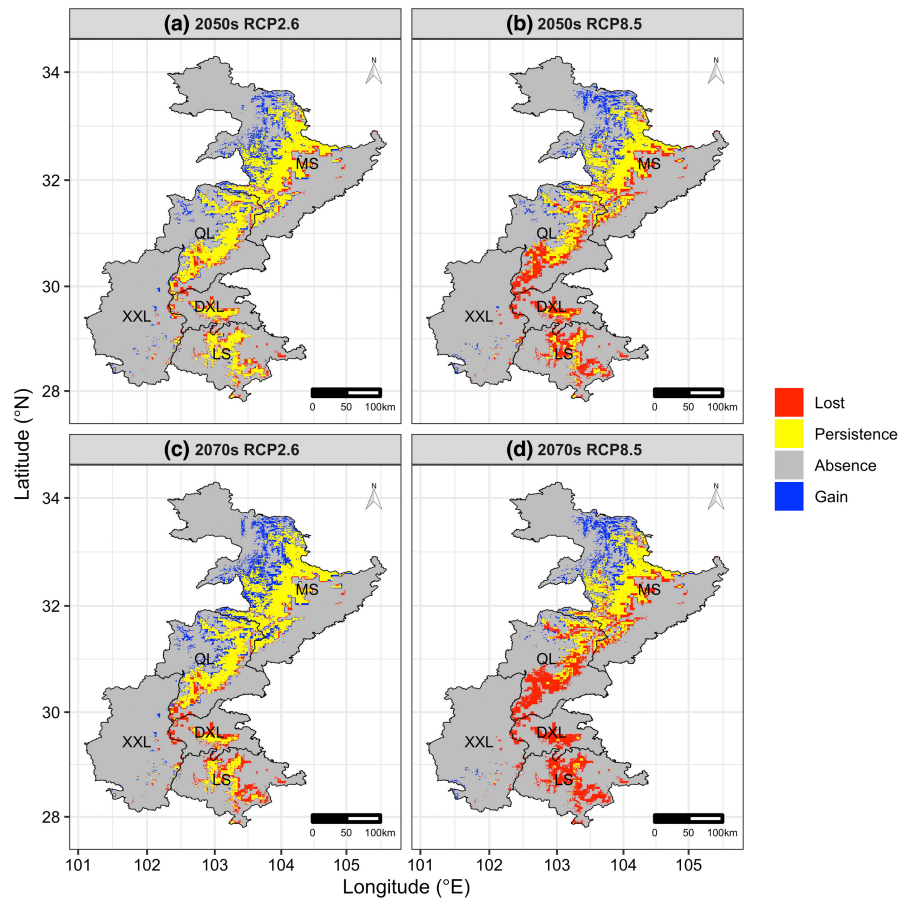 (a) 2050s RCP2.6
(b) 2050s RCP8.5
N
N
34
32
30
28
MS
QL
DXL
XXL
LS
0 50 100km
MS
QL
DXL
XXL
LS
0 50 100km
Latitude (°N)
Lost
Persistence
Absence
Gain
(c) 2070s RCP2.6
(d) 2070s RCP8.5
N
N
34
32
30
28
MS
QL
DXL
XXL
LS
0 50 100km
MS
QL
DXL
XXL
LS
0 50 100km
101 102 103 104 105
101 102 103 104 105
Longitude (°E)